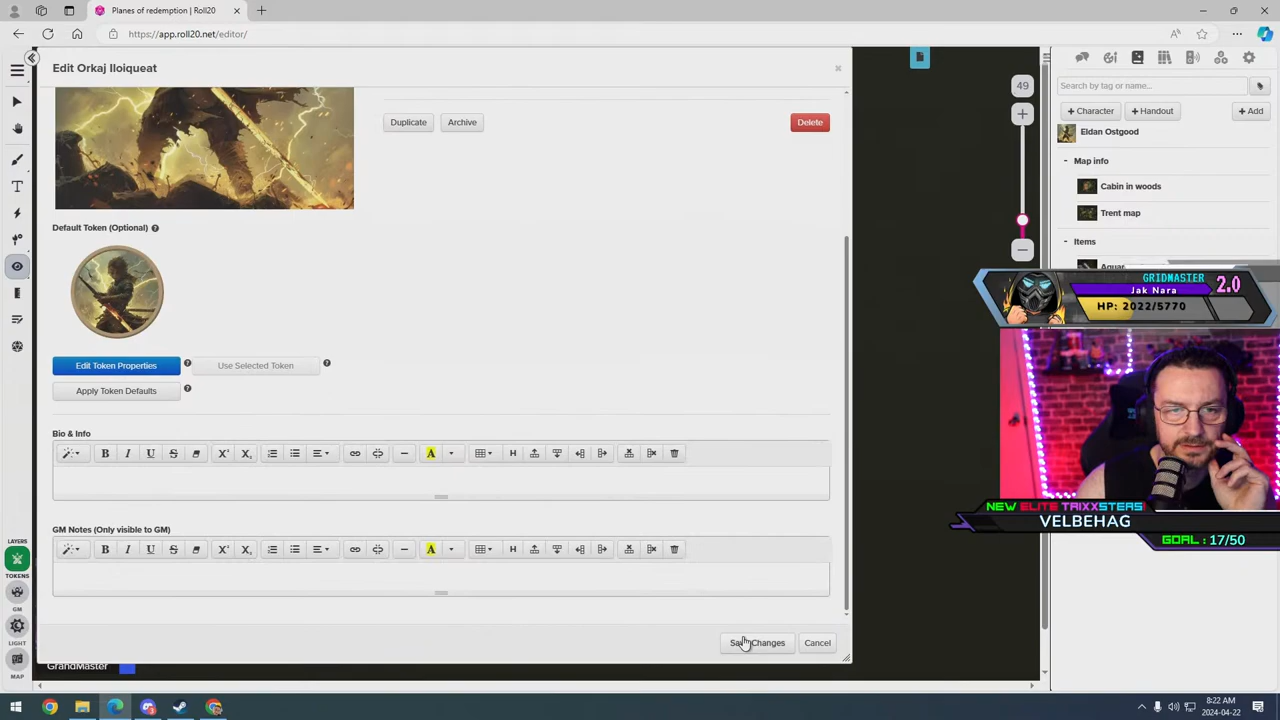 Planes of redemption | Roll20
https://app.roll20.net/editor/
Edit Orkaj Iloiqueat
Duplicate
Archive
Delete
Default Token (Optional)
Edit Token Properties
Use Selected Token
Apply Token Defaults
Bio & Info
GM Notes (Only visible to GM)
Save Changes
Cancel
LAYERS
TOKENS
GM
LIGHT
MAP
GrandMaster
49
Search by tag or name...
+ Character
+ Handout
+ Add
Eldan Ostgood
- Map info
Cabin in woods
Trent map
- Items
GRIDMASTER
Jak Nara
2.0
HP: 2022/5770
NEW ELITE TRIXXSTERS!
VELBEHAG
GOAL : 17/50
8:22 AM
2024-04-22